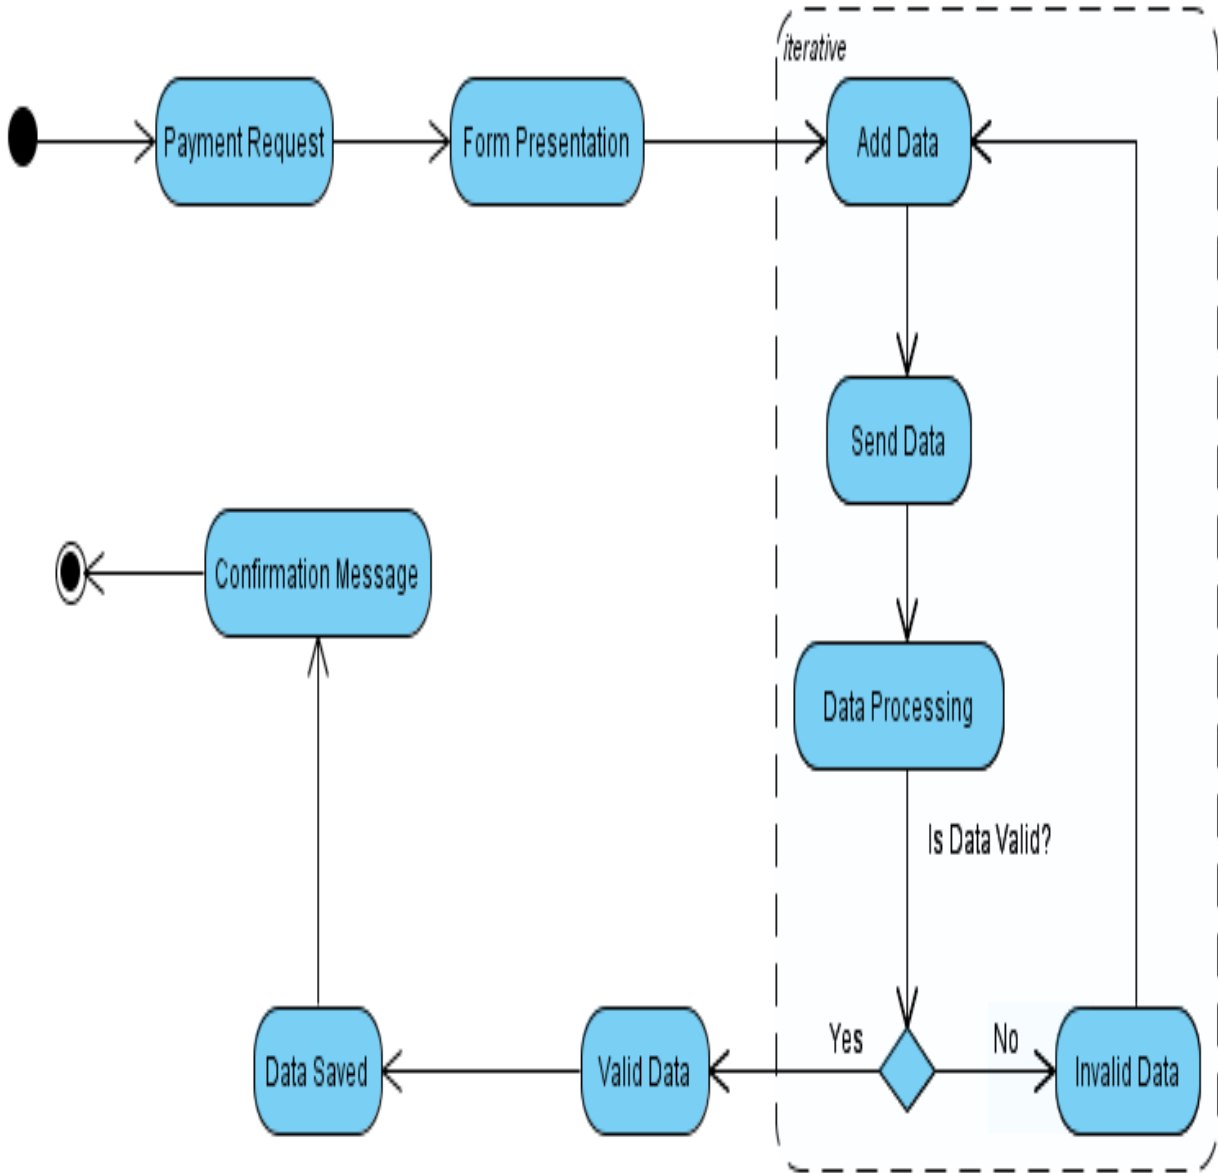 iterative
Payment Request
Form Presentation
Add Data
Send Data
Confirmation Message
Data Processing
Is Data Valid?
Yes
No
Data Saved
Valid Data
Invalid Data